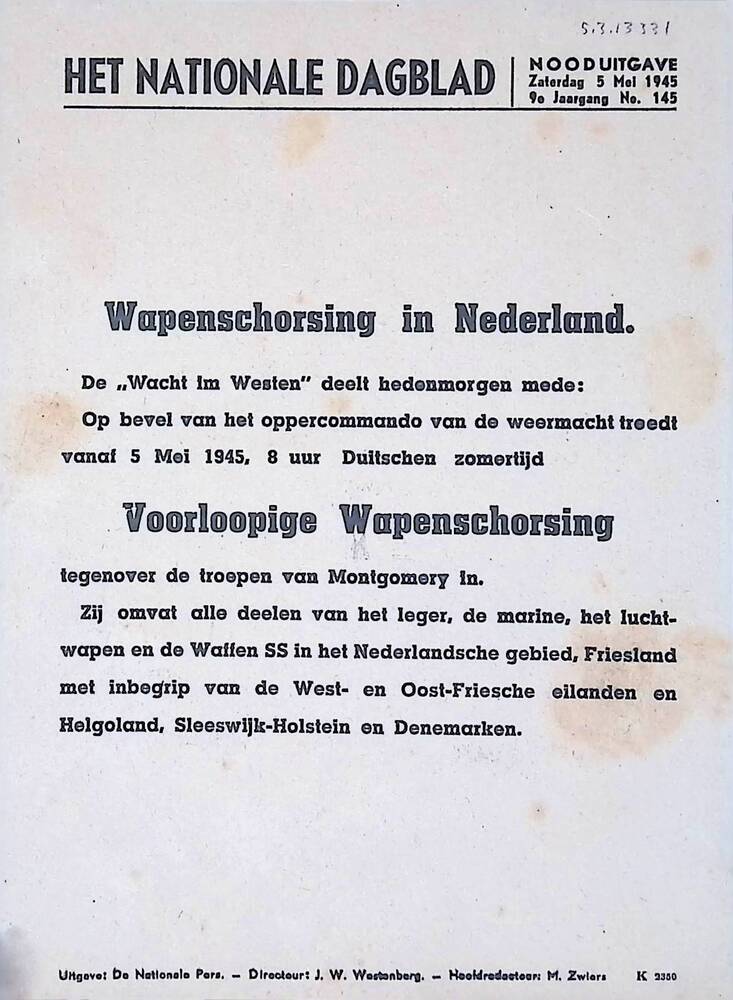 5.3.13331
HET NATIONALE DAGBLAD
NOODUITGAVE
Zaterdag 5 Mei 1945
9e Jaargang No. 145
Wapenschorsing in Nederland.
De „Wacht im Westen” deelt hedenmorgen mede:
Op bevel van het oppercommando van de weermacht treedt
vanaf 5 Mei 1945, 8 uur Duitschen zomertijd
Voorloopige Wapenschorsing
tegenover de troepen van Montgomery in.
Zij omvat alle deelen van het leger, de marine, het lucht-
wapen en de Waffen SS in het Nederlandsche gebied, Friesland
met inbegrip van de West- en Oost-Friesche eilanden en
Helgoland, Sleeswijk-Holstein en Denemarken.
Uitgave: De Nationale Pers. – Directeur: J. W. Westenberg. – Hoofdredacteur: M. Zwiers K 2350